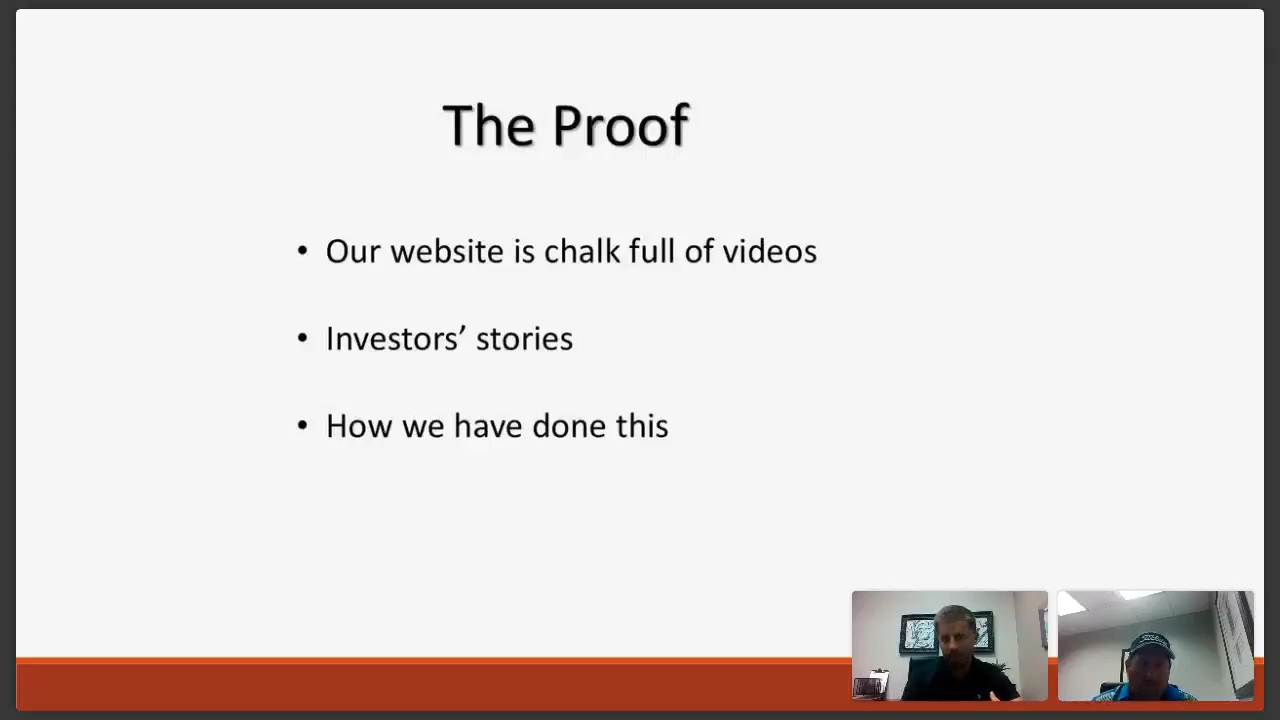 The Proof
• Our website is chalk full of videos
• Investors’ stories
• How we have done this